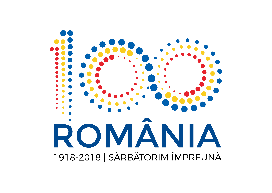 100
ROMÂNIA
1918-2018 | SĂRBĂTORIM ÎMPREUNĂ